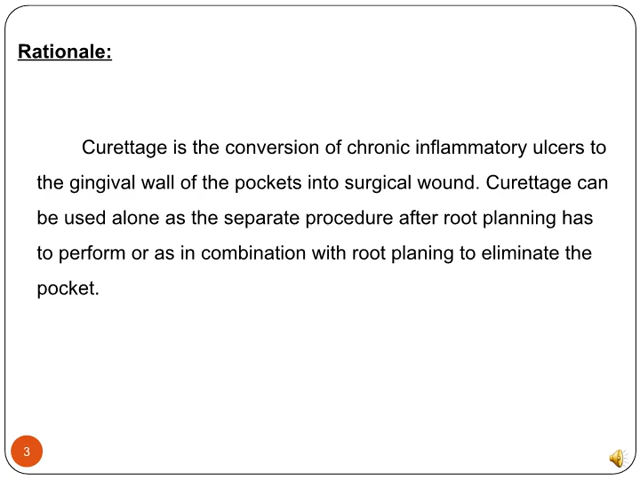 Rationale:
Curettage is the conversion of chronic inflammatory ulcers to
the gingival wall of the pockets into surgical wound. Curettage can
be used alone as the separate procedure after root planning has
to perform or as in combination with root planing to eliminate the
pocket.
3